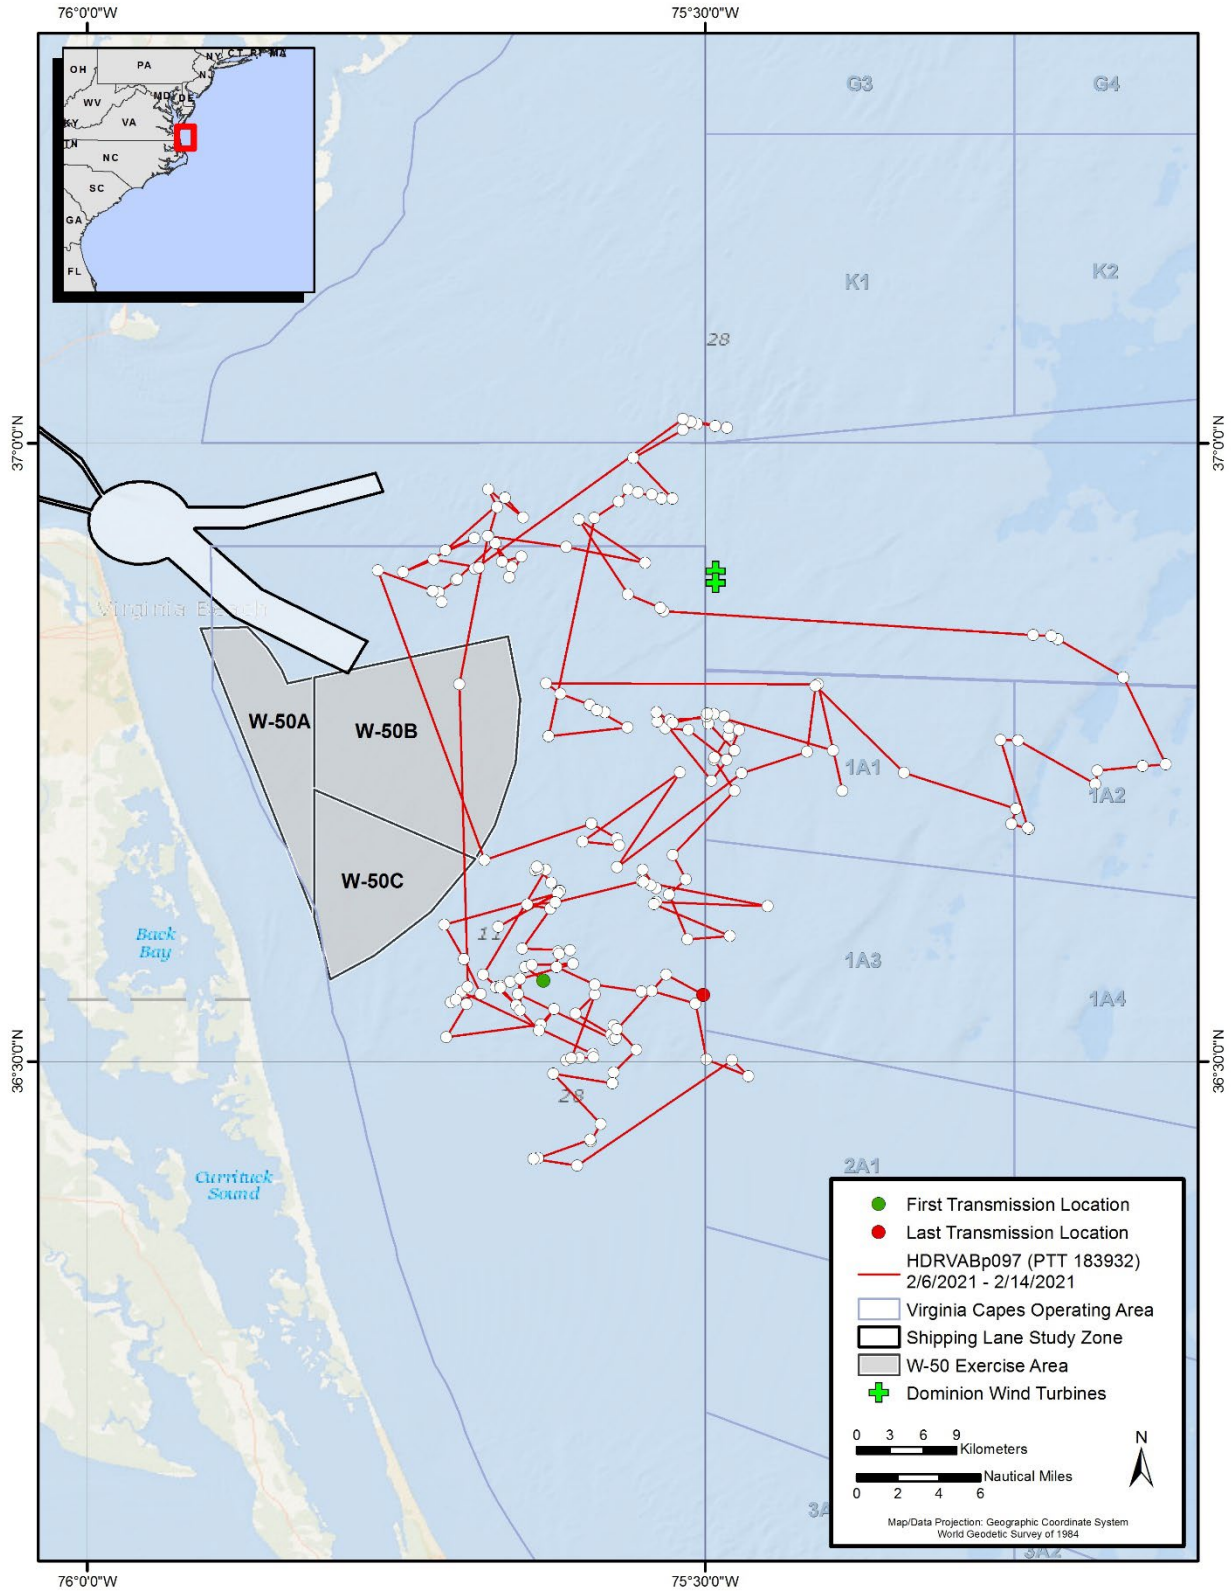 76°0'0"W
75°30'0"W
OH
PA
NY
CT
RI
MA
NJ
WV
MD
DE
KY
VA
TN
NC
SC
GA
FL
G3
G4
K1
K2
28
37°0'0"N
37°0'0"N
Virginia Beach
W-50A
W-50B
W-50C
1A1
1A2
Back
Bay
11
1A3
1A4
36°30'0"N
36°30'0"N
28
Currituck
Sound
2A1
First Transmission Location
Last Transmission Location
HDRVABp097 (PTT 183932)
2/6/2021 - 2/14/2021
Virginia Capes Operating Area
Shipping Lane Study Zone
W-50 Exercise Area
Dominion Wind Turbines
0 3 6 9
Kilometers
Nautical Miles
0 2 4 6
N
Map/Data Projection: Geographic Coordinate System
World Geodetic Survey of 1984
3A2
76°0'0"W
75°30'0"W